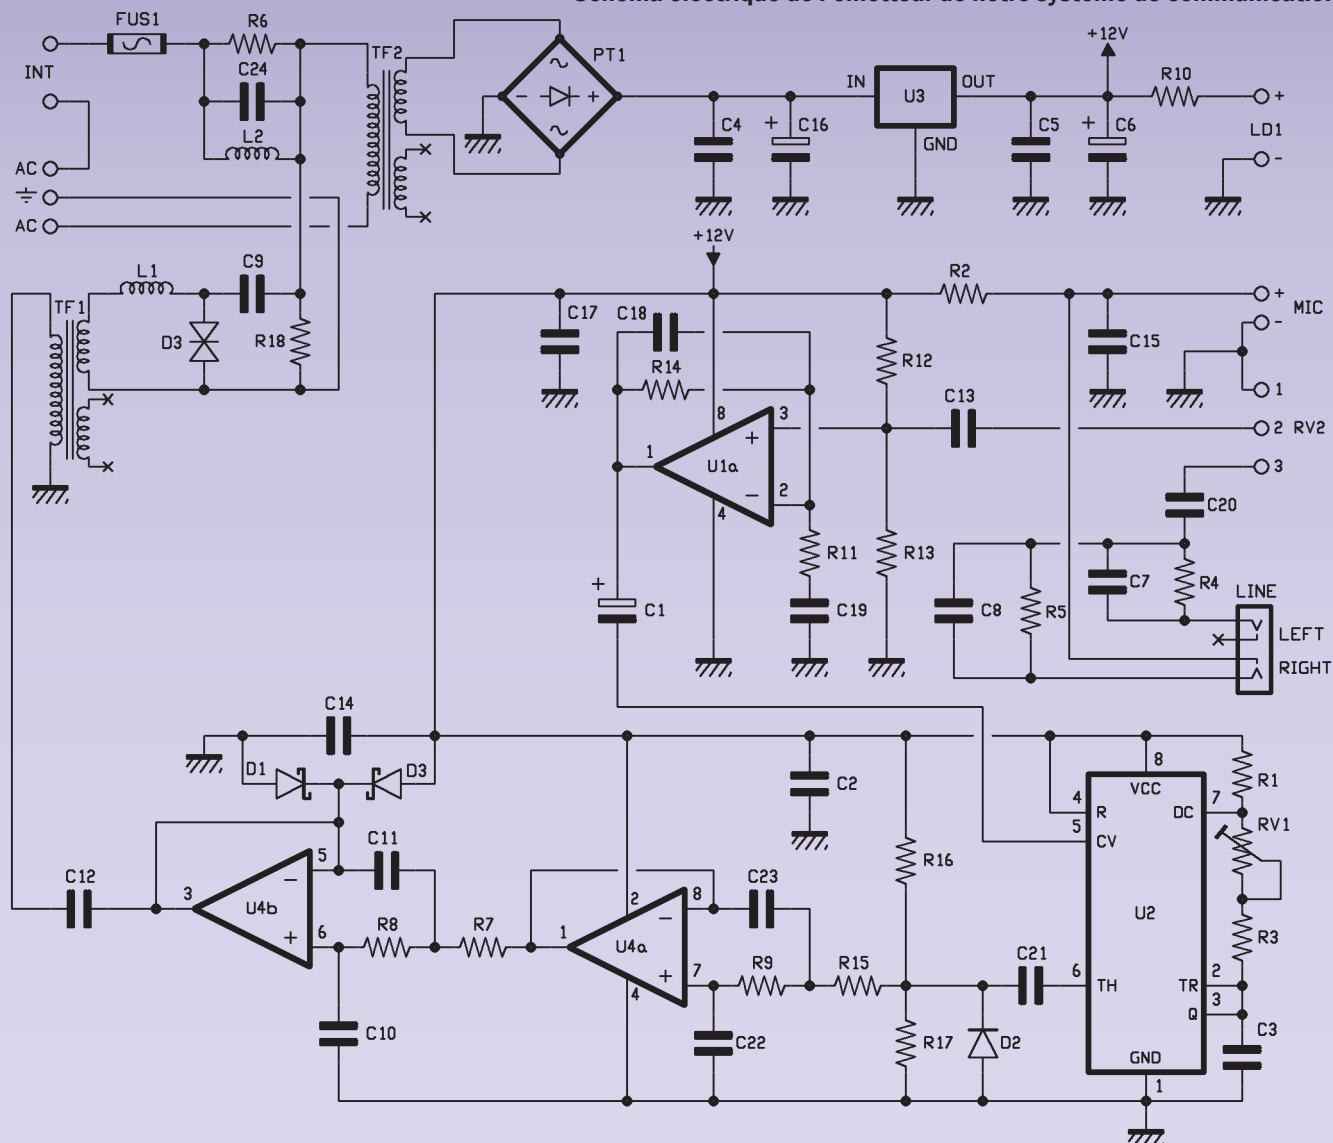 Schéma électrique de l'émetteur de notre système de communication
FUS1
R6
C24
L2
INT
AC
AC
TF2
PT1
~
- +
~
C4
+ C16
IN U3 OUT
GND
C5
+12V
+ C6
R10
+
LD1
-
TF1
L1
C9
D3
R18
+12V
C17
C18
R14
8 3
+
1 U1a
- 2
4
R11
C19
+
C1
R12
R13
R2
C13
C15
+ MIC
-
1
2 RV2
3
C20
C8
R5
C7
R4
LINE
LEFT
RIGHT
C14
D1 D3
C11
5
-
3 U4b
+ 6
C12
R8
R7
C10
2 8
-
1 U4a
+ 7
4
C23
R9
R15
C22
C2
R16
R17
C21
D2
8
VCC
4 R
5 CV
DC 7
U2
6 TH
TR 2
Q 3
GND
1
R1
RV1
R3
C3